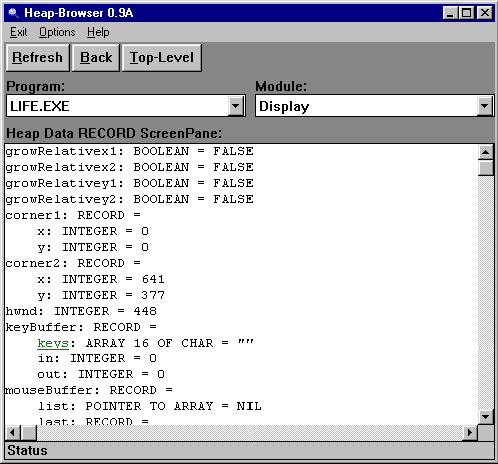 Heap-Browser 0.9A
Exit Options Help
Refresh Back Top-Level
Program: Module:
LIFE.EXE Display
Heap Data RECORD ScreenPane:
growRelativex1: BOOLEAN = FALSE
growRelativex2: BOOLEAN = FALSE
growRelativey1: BOOLEAN = FALSE
growRelativey2: BOOLEAN = FALSE
corner1: RECORD =
x: INTEGER = 0
y: INTEGER = 0
corner2: RECORD =
x: INTEGER = 641
y: INTEGER = 377
hwnd: INTEGER = 448
keyBuffer: RECORD =
keys: ARRAY 16 OF CHAR = ""
in: INTEGER = 0
out: INTEGER = 0
mouseBuffer: RECORD =
list: POINTER TO ARRAY = NIL
last: RECORD =
Status